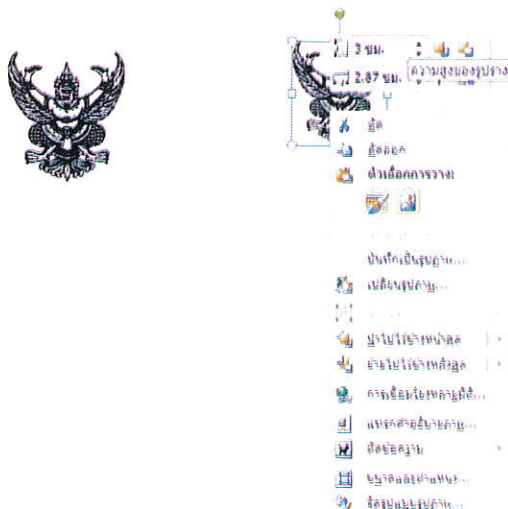 3 ซม.
2.87 ซม.
ความสูงของรูปร่าง
ตัด
คัดลอก
ตัวเลือกการวาง:
บันทึกเป็นรูปภาพ...
เปลี่ยนรูปภาพ...
นำไปไว้ข้างหน้าสุด
ย้ายไปไว้ข้างหลังสุด
การเชื่อมโยงหลายมิติ...
แทรกคำอธิบายภาพ...
ตัดข้อความ
ขนาดและตำแหน่ง...
จัดรูปแบบรูปภาพ...